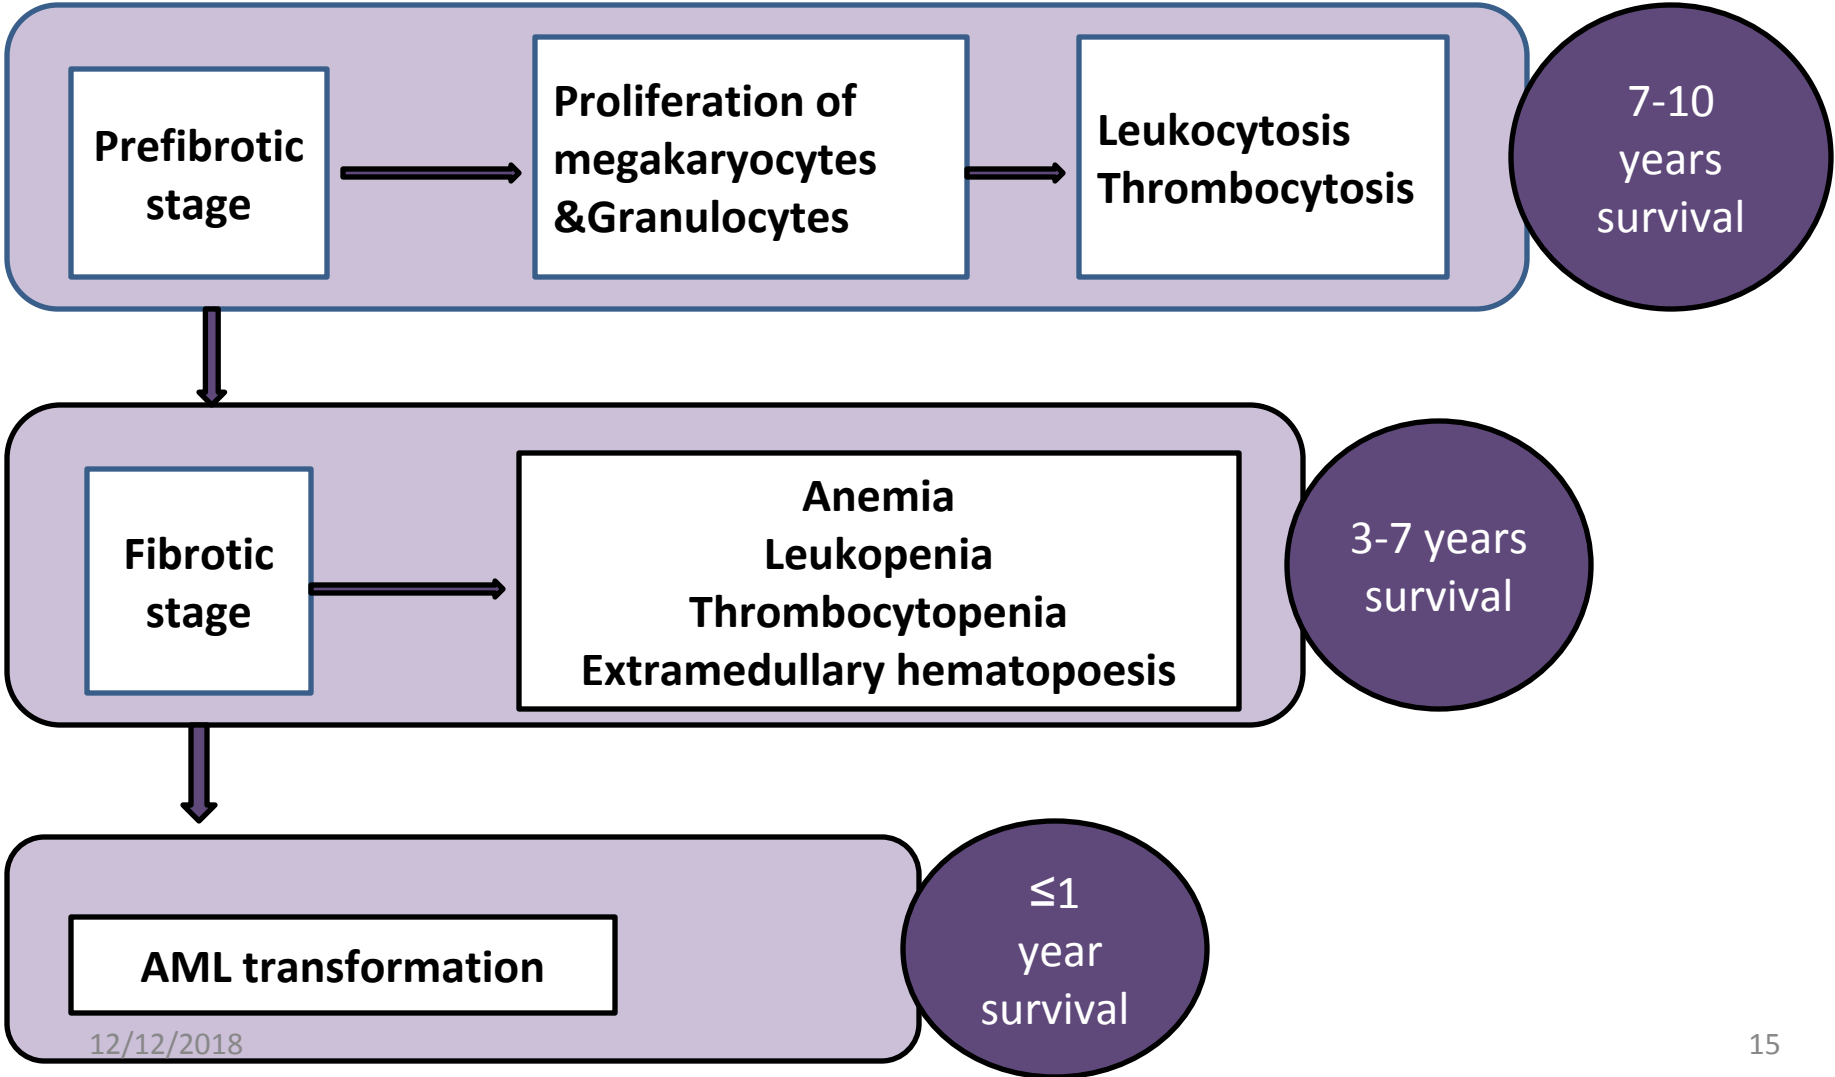 Prefibrotic
stage
Proliferation of
megakaryocytes
&Granulocytes
Leukocytosis
Thrombocytosis
7-10
years
survival
Fibrotic
stage
Anemia
Leukopenia
Thrombocytopenia
Extramedullary hematopoesis
3-7 years
survival
AML transformation
≤1
year
survival
12/12/2018
15